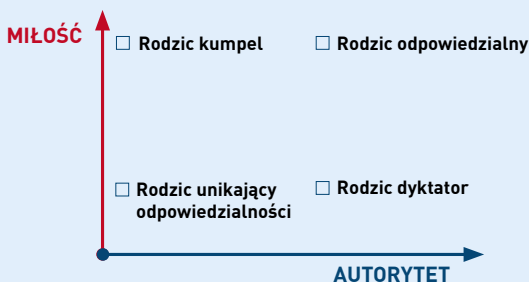 MIŁOŚĆ
Rodzic kumpel
Rodzic odpowiedzialny
Rodzic unikający
odpowiedzialności
Rodzic dyktator
AUTORYTET